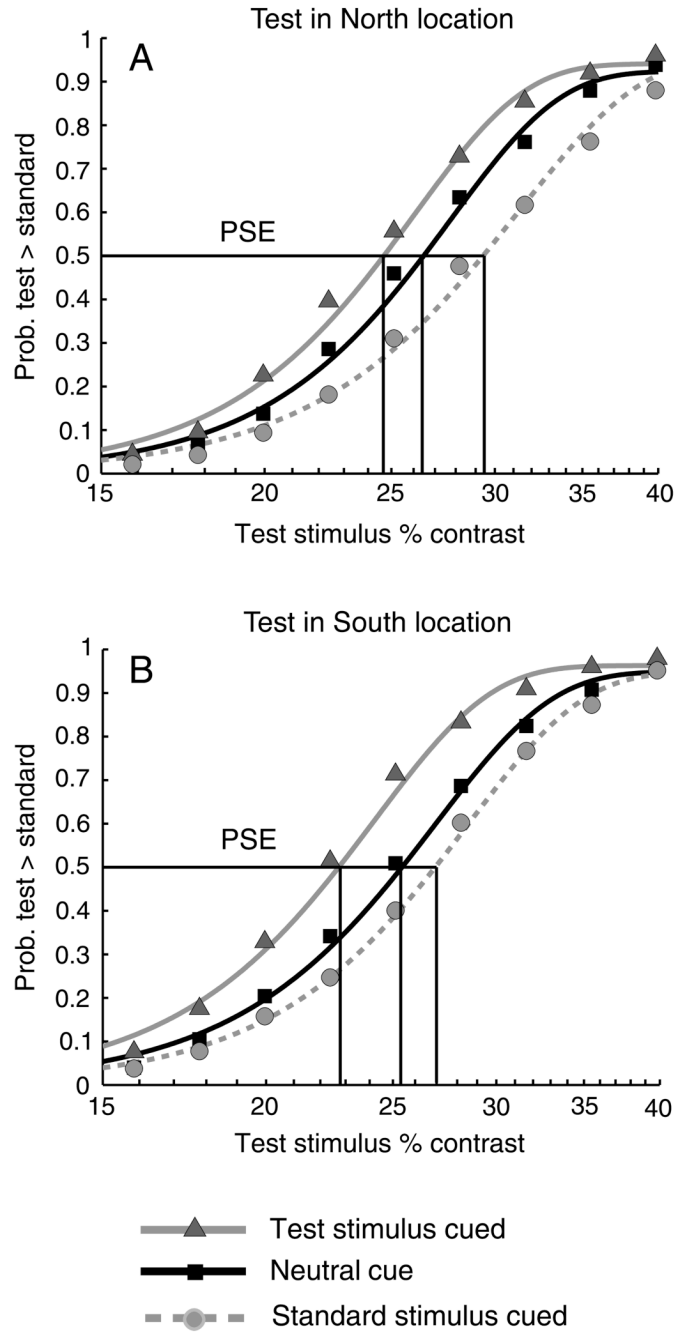 Test in North location
A
1
0.9
0.8
0.7
0.6
0.5
0.4
0.3
0.2
0.1
0
Prob. test > standard
PSE
15 20 25 30 35 40
Test stimulus % contrast
Test in South location
B
1
0.9
0.8
0.7
0.6
0.5
0.4
0.3
0.2
0.1
0
Prob. test > standard
PSE
15 20 25 30 35 40
Test stimulus % contrast
Test stimulus cued
Neutral cue
Standard stimulus cued